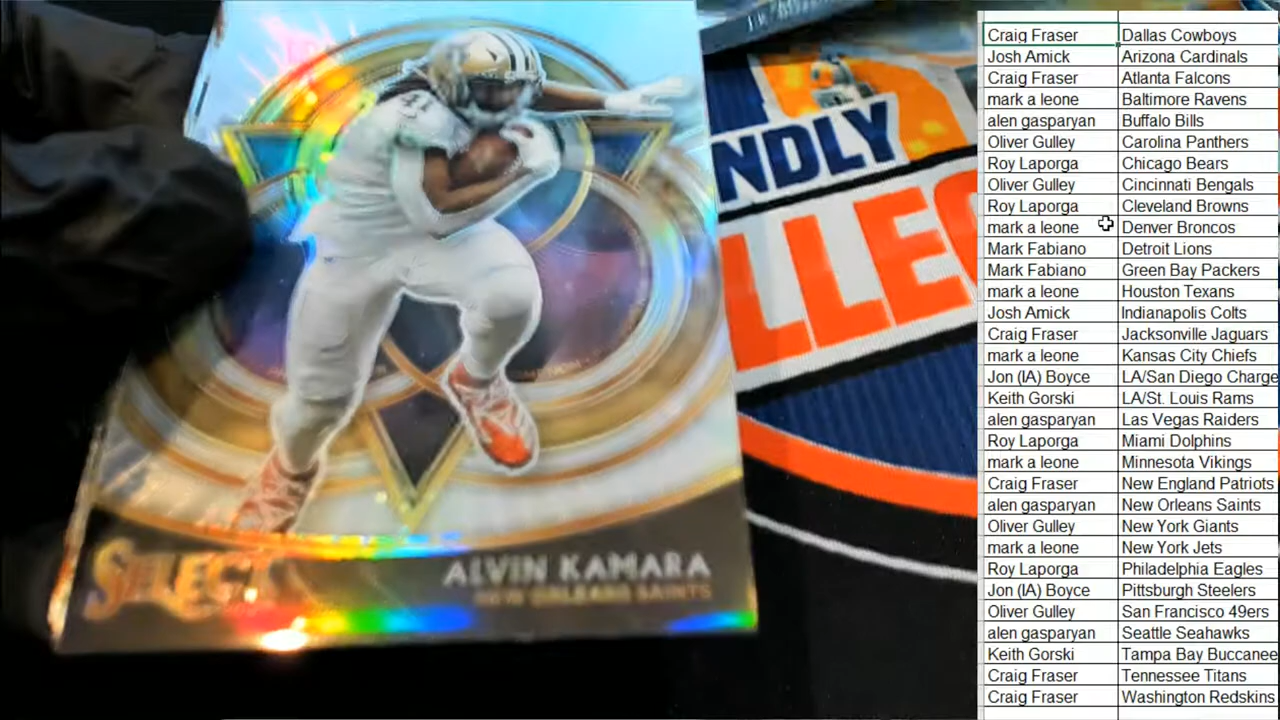 41
SELECT
ALVIN KAMARA
NEW ORLEANS SAINTS
NDLY
LLEC
Craig Fraser Dallas Cowboys
Josh Amick Arizona Cardinals
Craig Fraser Atlanta Falcons
mark a leone Baltimore Ravens
alen gasparyan Buffalo Bills
Oliver Gulley Carolina Panthers
Roy Laporga Chicago Bears
Oliver Gulley Cincinnati Bengals
Roy Laporga Cleveland Browns
mark a leone Denver Broncos
Mark Fabiano Detroit Lions
Mark Fabiano Green Bay Packers
mark a leone Houston Texans
Josh Amick Indianapolis Colts
Craig Fraser Jacksonville Jaguars
mark a leone Kansas City Chiefs
Jon (IA) Boyce LA/San Diego Charge
Keith Gorski LA/St. Louis Rams
alen gasparyan Las Vegas Raiders
Roy Laporga Miami Dolphins
mark a leone Minnesota Vikings
Craig Fraser New England Patriots
alen gasparyan New Orleans Saints
Oliver Gulley New York Giants
mark a leone New York Jets
Roy Laporga Philadelphia Eagles
Jon (IA) Boyce Pittsburgh Steelers
Oliver Gulley San Francisco 49ers
alen gasparyan Seattle Seahawks
Keith Gorski Tampa Bay Buccanee
Craig Fraser Tennessee Titans
Craig Fraser Washington Redskins